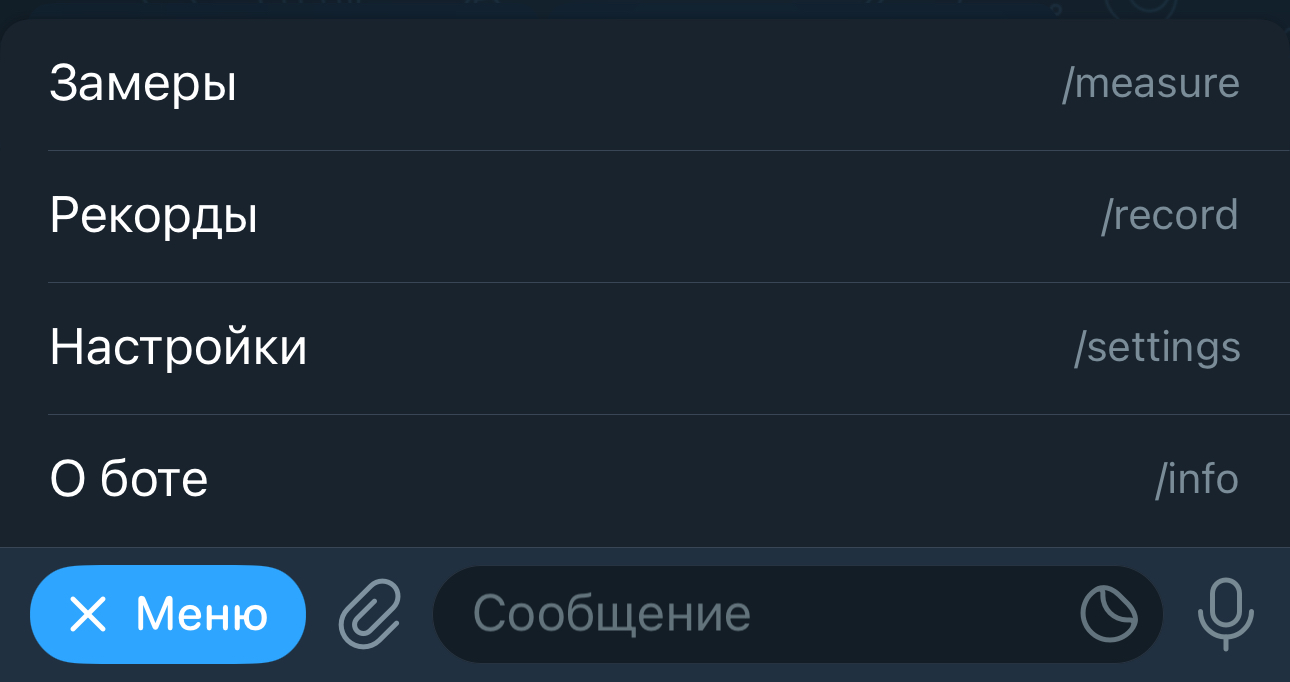 Замеры /measure
Рекорды /record
Настройки /settings
О боте /info
Меню Сообщение